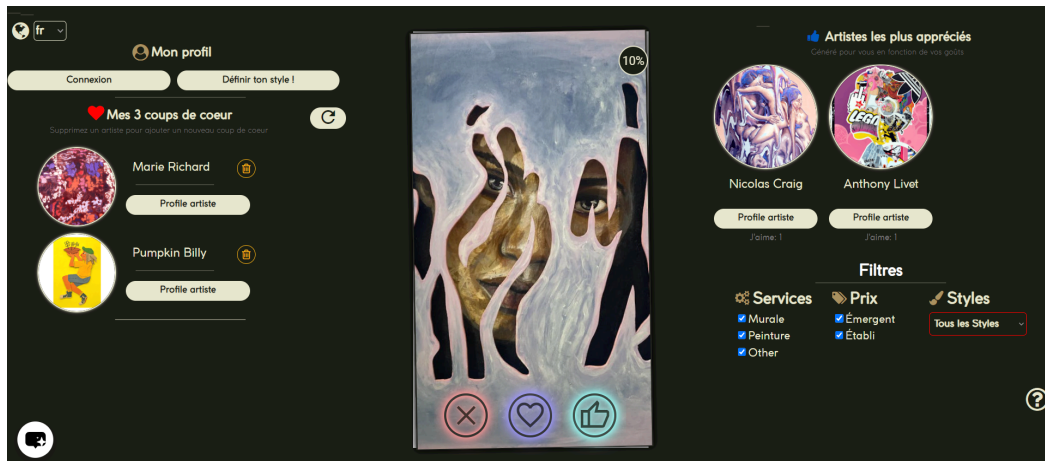 fr
Mon profil
Connexion
Définir ton style !
Mes 3 coups de coeur
Supprimez un artiste pour ajouter un nouveau coup de coeur
Marie Richard
Profile artiste
Pumpkin Billy
Profile artiste
10%
Artistes les plus appréciés
Généré pour vous en fonction de vos goûts
LEGO
Nicolas Craig
Anthony Livet
Profile artiste
Profile artiste
J'aime: 1
J'aime: 1
Filtres
Services
Prix
Styles
Murale
Émergent
Tous les Styles
Peinture
Établi
Other
?